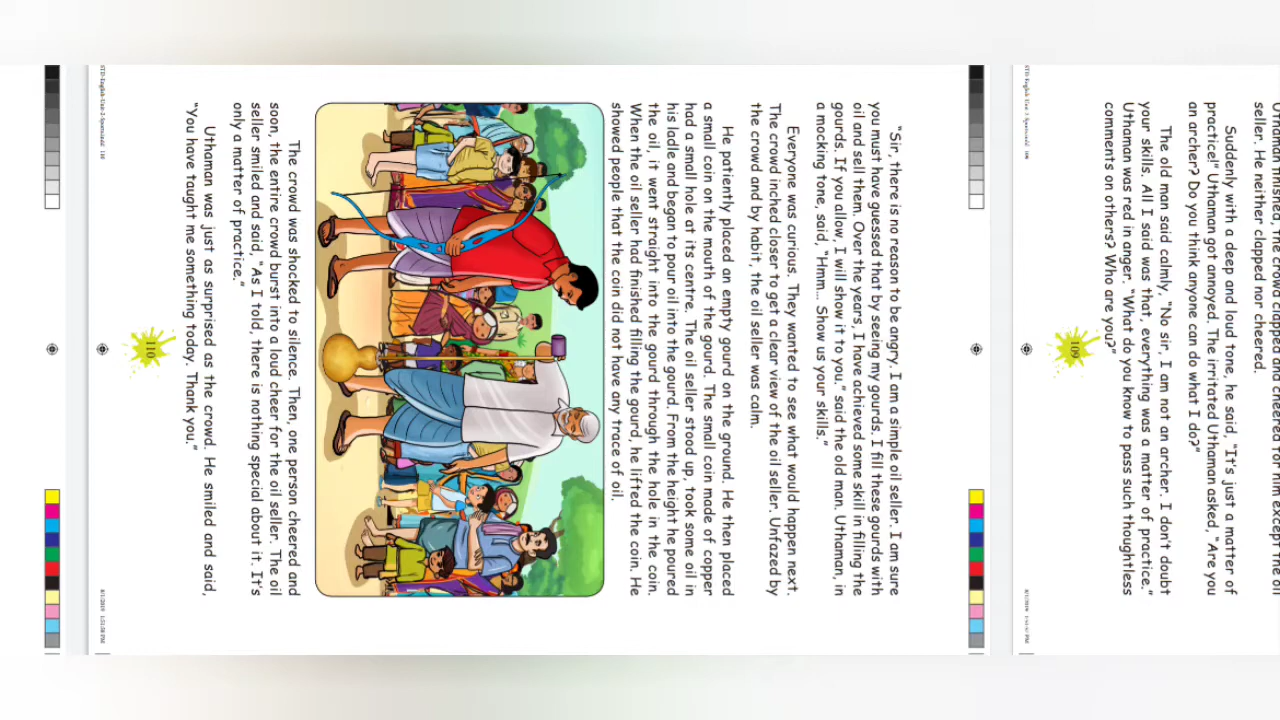 seller. He neither clapped nor cheered.
Suddenly with a deep and loud tone, he said, "It's just a matter of
practice!" Uthaman got annoyed. The irritated Uthaman asked, "Are you
an archer? Do you think anyone can do what I do?"
The old man said calmly, "No sir, I am not an archer. I don't doubt
your skills. All I said was that, everything was a matter of practice."
Uthaman was red in anger. "What do you know to pass such thoughtless
comments on others? Who are you?"
109
"Sir, there is no reason to be angry. I am a simple oil seller. I am sure
you must have guessed that by seeing my gourds. I fill these gourds with
oil and sell them. Over the years, I have achieved some skill in filling the
gourds. If you allow, I will show it to you," said the old man. Uthaman, in
a mocking tone, said, "Hmm... Show us your skills."
Everyone was curious. They wanted to see what would happen next.
The crowd inched closer to get a clear view of the oil seller. Unfazed by
the crowd and by habit, the oil seller was calm.
He patiently placed an empty gourd on the ground. He then placed
a small coin on the mouth of the gourd. The small coin made of copper
had a small hole at its centre. The oil seller stood up, took some oil in
his ladle and began to pour oil into the gourd. From the height he poured
the oil, it went straight into the gourd through the hole in the coin.
When the oil seller had finished filling the gourd, he lifted the coin. He
showed people that the coin did not have any trace of oil.
The crowd was shocked to silence. Then, one person cheered and
soon, the entire crowd burst into a loud cheer for the oil seller. The oil
seller smiled and said, "As I told, there is nothing special about it. It's
only a matter of practice."
Uthaman was just as surprised as the crowd. He smiled and said,
"You have taught me something today. Thank you."
110